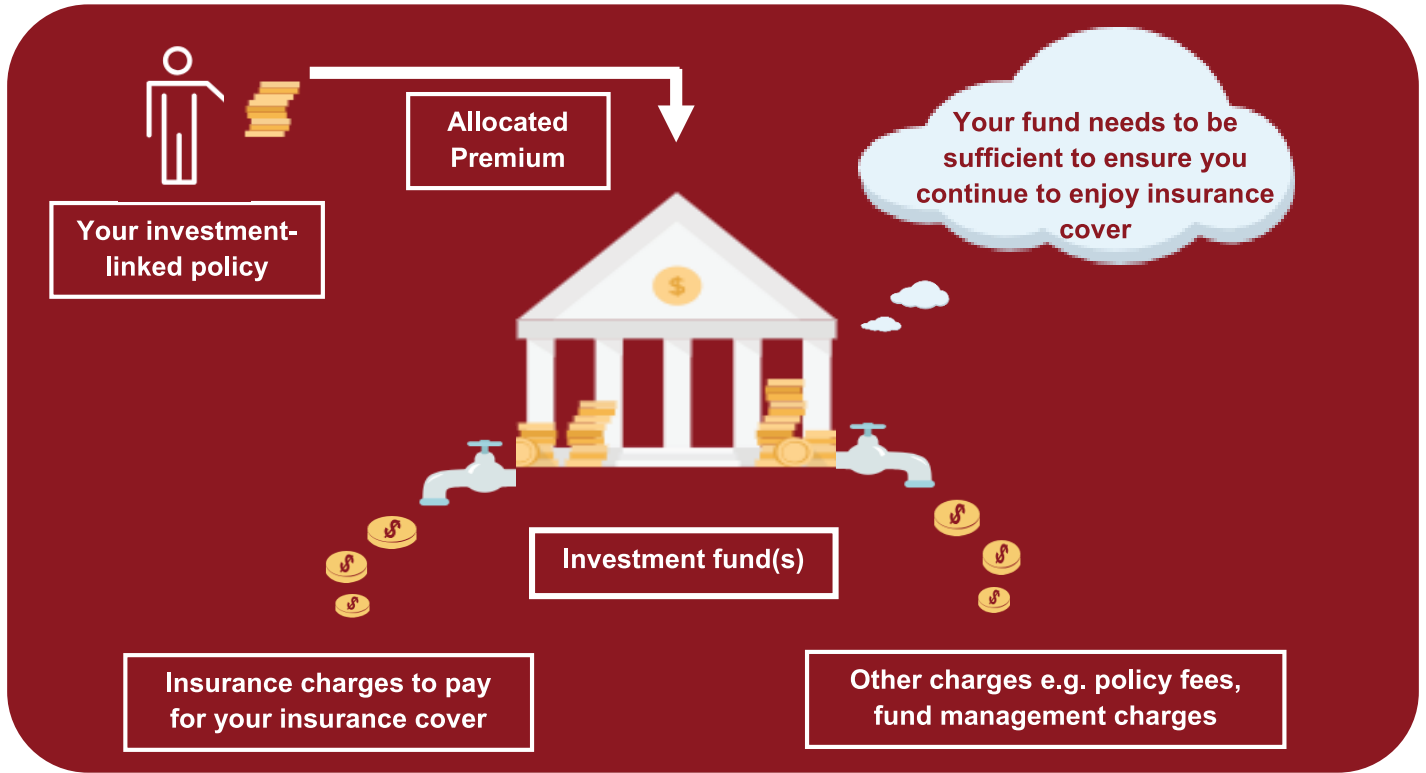 Allocated
Premium
Your fund needs to be
sufficient to ensure you
continue to enjoy insurance
cover
Your investment-
linked policy
$
Investment fund(s)
$
$
$
$
$
$
Insurance charges to pay
for your insurance cover
Other charges e.g. policy fees,
fund management charges